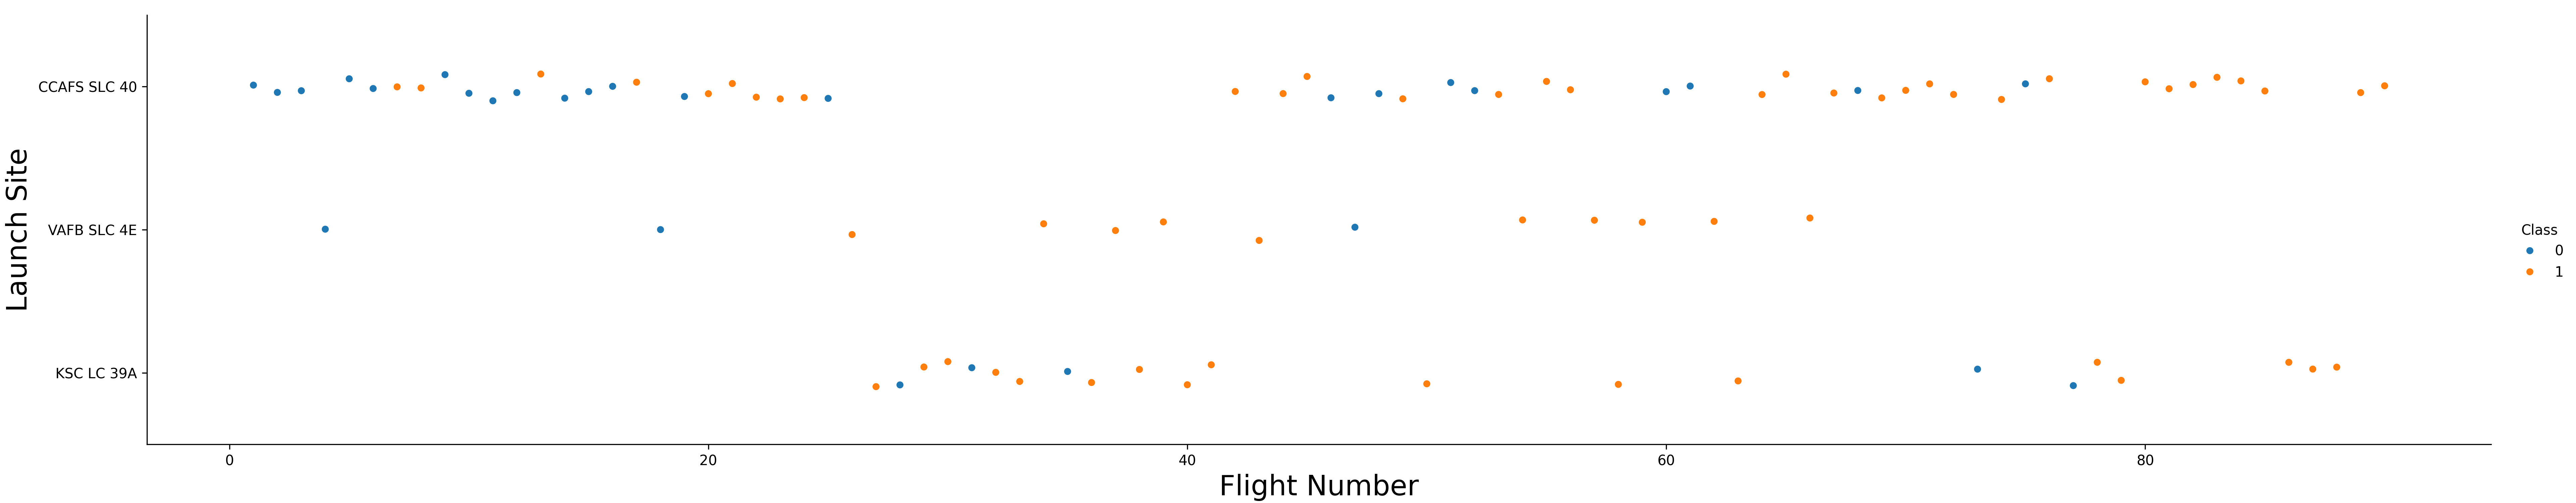 CCAFS SLC 40
VAFB SLC 4E
KSC LC 39A
Launch Site
0 20 40 60 80
Flight Number
Class
0
1